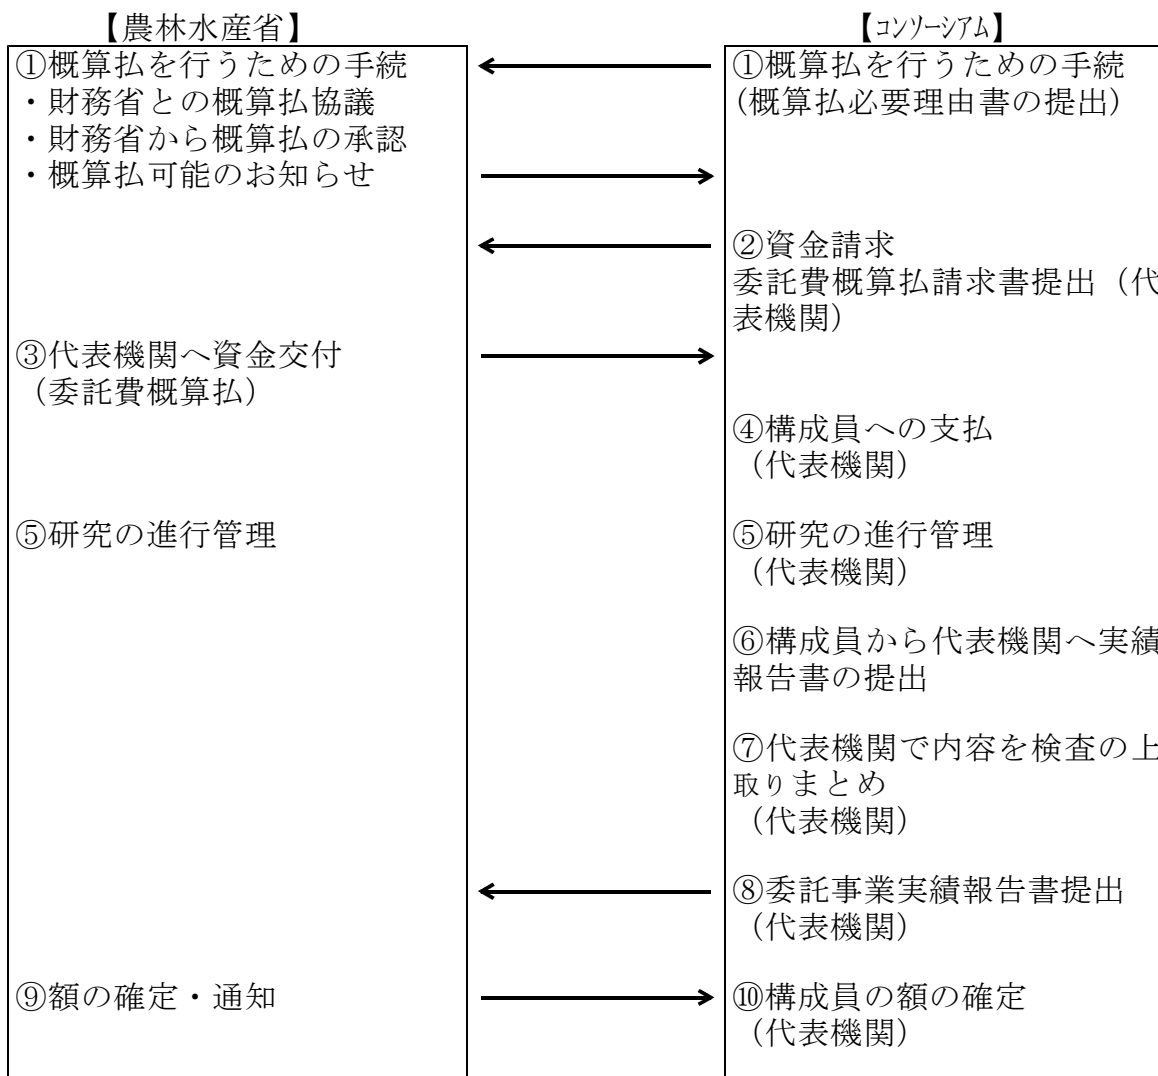 【農林水産省】
①概算払を行うための手続
・財務省との概算払協議
・財務省から概算払の承認
・概算払可能のお知らせ
③代表機関へ資金交付
（委託費概算払）
⑤研究の進行管理
⑨額の確定・通知
【ｺﾝｿｰｼｱﾑ】
①概算払を行うための手続
(概算払必要理由書の提出）
②資金請求
委託費概算払請求書提出（代
表機関）
④構成員への支払
（代表機関）
⑤研究の進行管理
（代表機関）
⑥構成員から代表機関へ実績
報告書の提出
⑦代表機関で内容を検査の上
取りまとめ
（代表機関）
⑧委託事業実績報告書提出
（代表機関）
⑩構成員の額の確定
（代表機関）